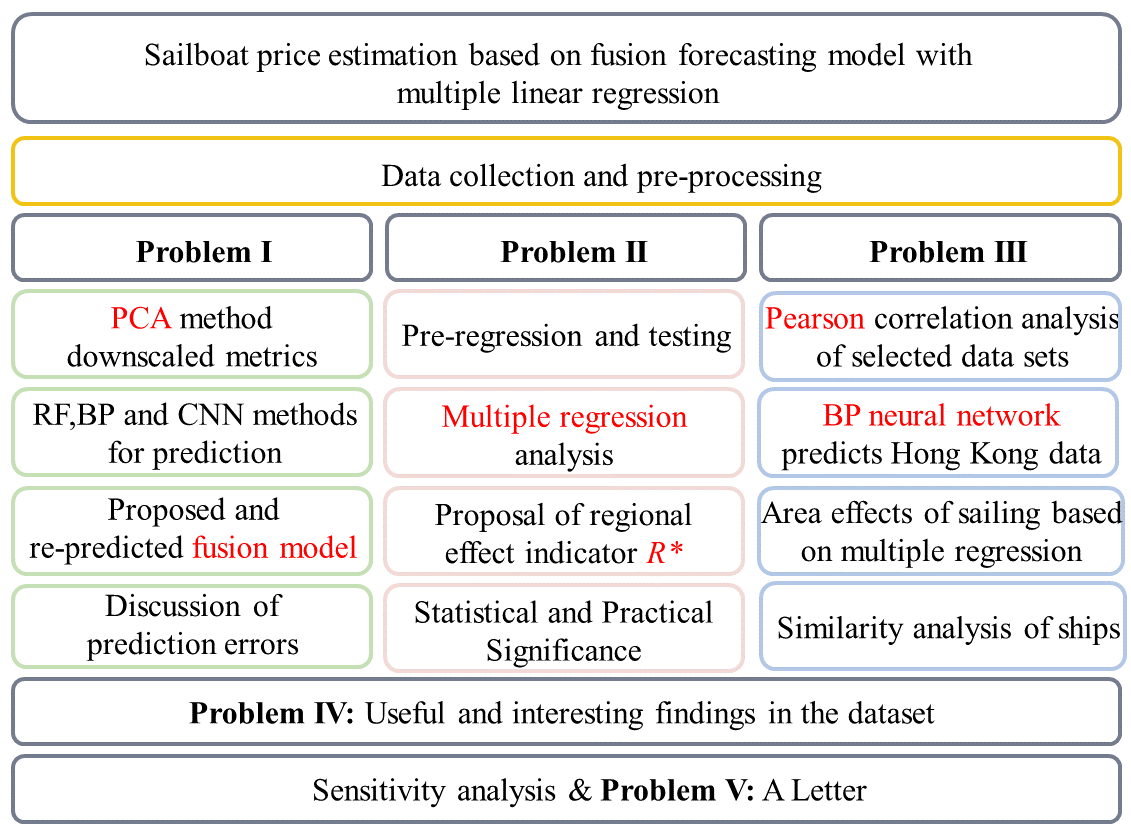 Sailboat price estimation based on fusion forecasting model with
multiple linear regression
Data collection and pre-processing
Problem I
PCA method
downscaled metrics
RF,BP and CNN methods
for prediction
Proposed and
re-predicted fusion model
Discussion of
prediction errors
Problem II
Pre-regression and testing
Multiple regression
analysis
Proposal of regional
effect indicator R*
Statistical and Practical
Significance
Problem III
Pearson correlation analysis
of selected data sets
BP neural network
predicts Hong Kong data
Area effects of sailing based
on multiple regression
Similarity analysis of ships
Problem IV: Useful and interesting findings in the dataset
Sensitivity analysis & Problem V: A Letter